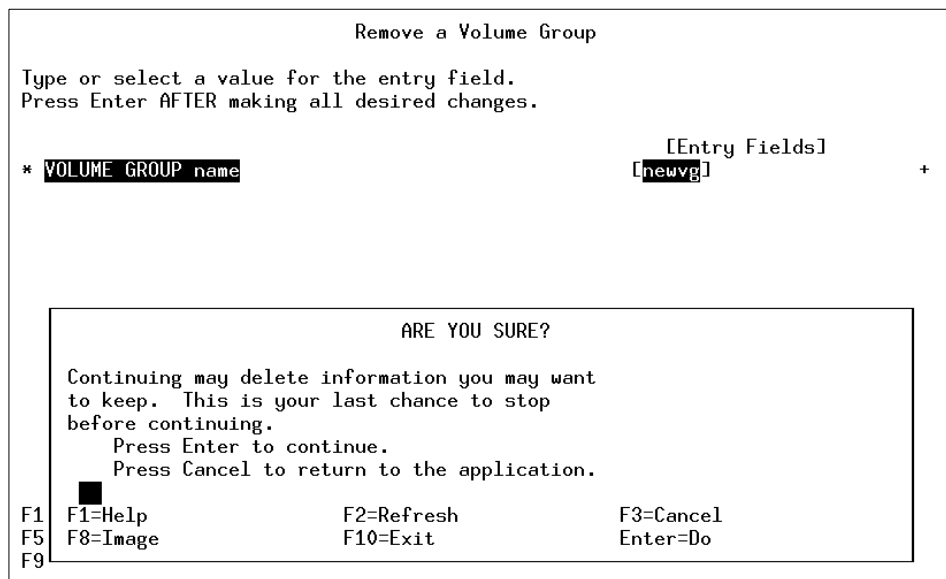 Remove a Volume Group
Type or select a value for the entry field.
Press Enter AFTER making all desired changes.
[Entry Fields]
* VOLUME GROUP name [newvg] +
ARE YOU SURE?
Continuing may delete information you may want
to keep. This is your last chance to stop
before continuing.
Press Enter to continue.
Press Cancel to return to the application.
F1 F1=Help F2=Refresh F3=Cancel
F5 F8=Image F10=Exit Enter=Do
F9